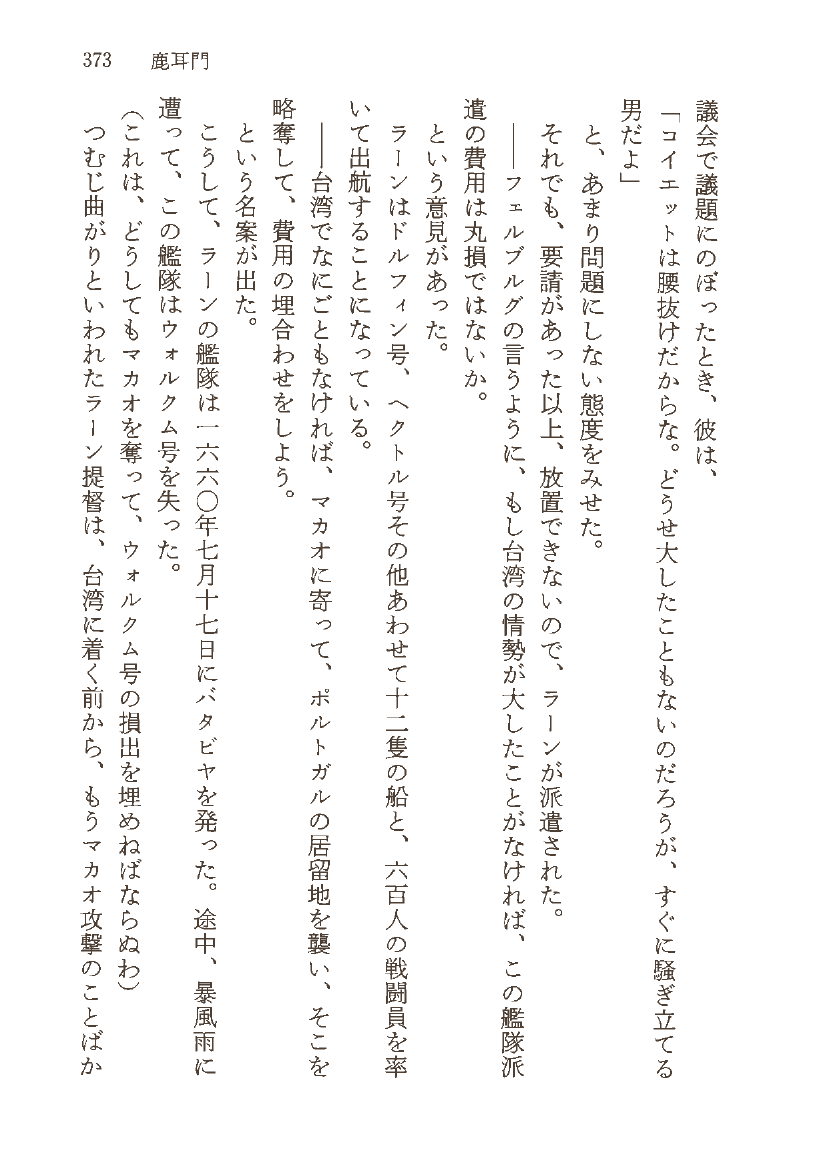 373　鹿耳門
議会で議題にのぼったとき、彼は、
「コイエットは腰抜けだからな。どうせ大したこともないのだろうが、すぐに騒ぎ立てる
男だよ」
と、あまり問題にしない態度をみせた。
それでも、要請があった以上、放置できないので、ラーンが派遣された。
――フェルブルグの言うように、もし台湾の情勢が大したことがなければ、この艦隊派
遣の費用は丸損ではないか。
という意見があった。
ラーンはドルフィン号、ヘクトル号その他あわせて十二隻の船と、六百人の戦闘員を率
いて出航することになっている。
――台湾でなにごともなければ、マカオに寄って、ポルトガルの居留地を襲い、そこを
略奪して、費用の埋合わせをしよう。
という名案が出た。
こうして、ラーンの艦隊は一六六〇年七月十七日にバタビヤを発った。途中、暴風雨に
遭って、この艦隊はウォルクム号を失った。
（これは、どうしてもマカオを奪って、ウォルクム号の損出を埋めねばならぬわ）
つむじ曲がりといわれたラーン提督は、台湾に着く前から、もうマカオ攻撃のことばか